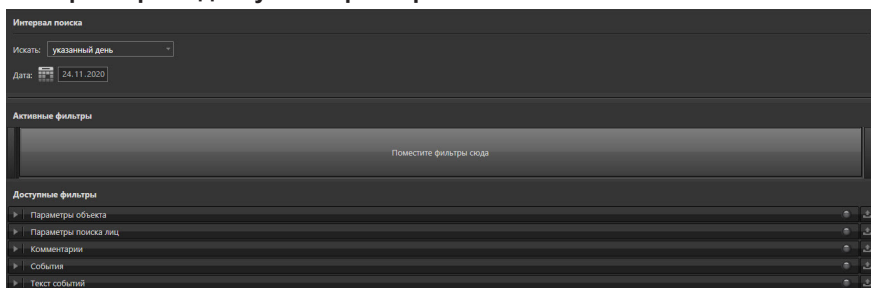 Интервал поиска
Искать: указанный день
Дата: 24.11.2020
Активные фильтры
Поместите фильтры сюда
Доступные фильтры
Параметры объекта
Параметры поиска лиц
Комментарии
События
Текст событий